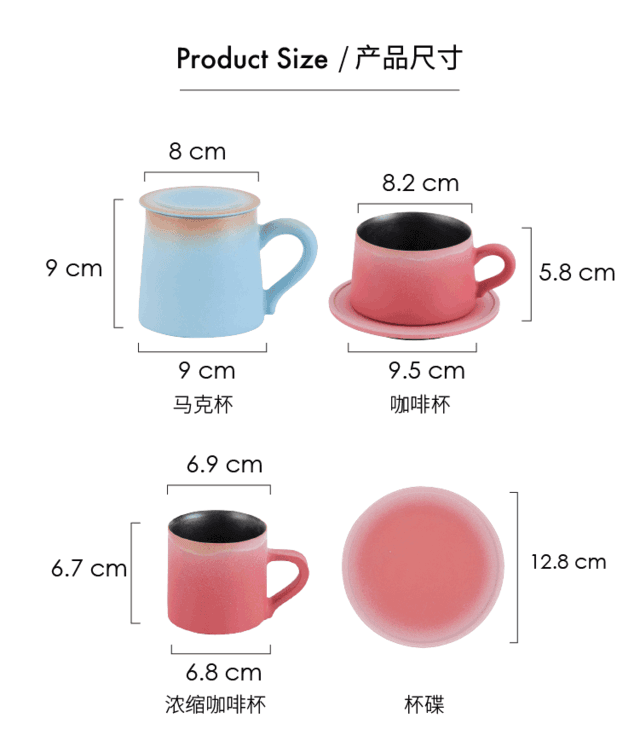 Product Size / 产品尺寸
8 cm
8.2 cm
9 cm
5.8 cm
9 cm
9.5 cm
马克杯
咖啡杯
6.9 cm
6.7 cm
12.8 cm
6.8 cm
浓缩咖啡杯
杯碟